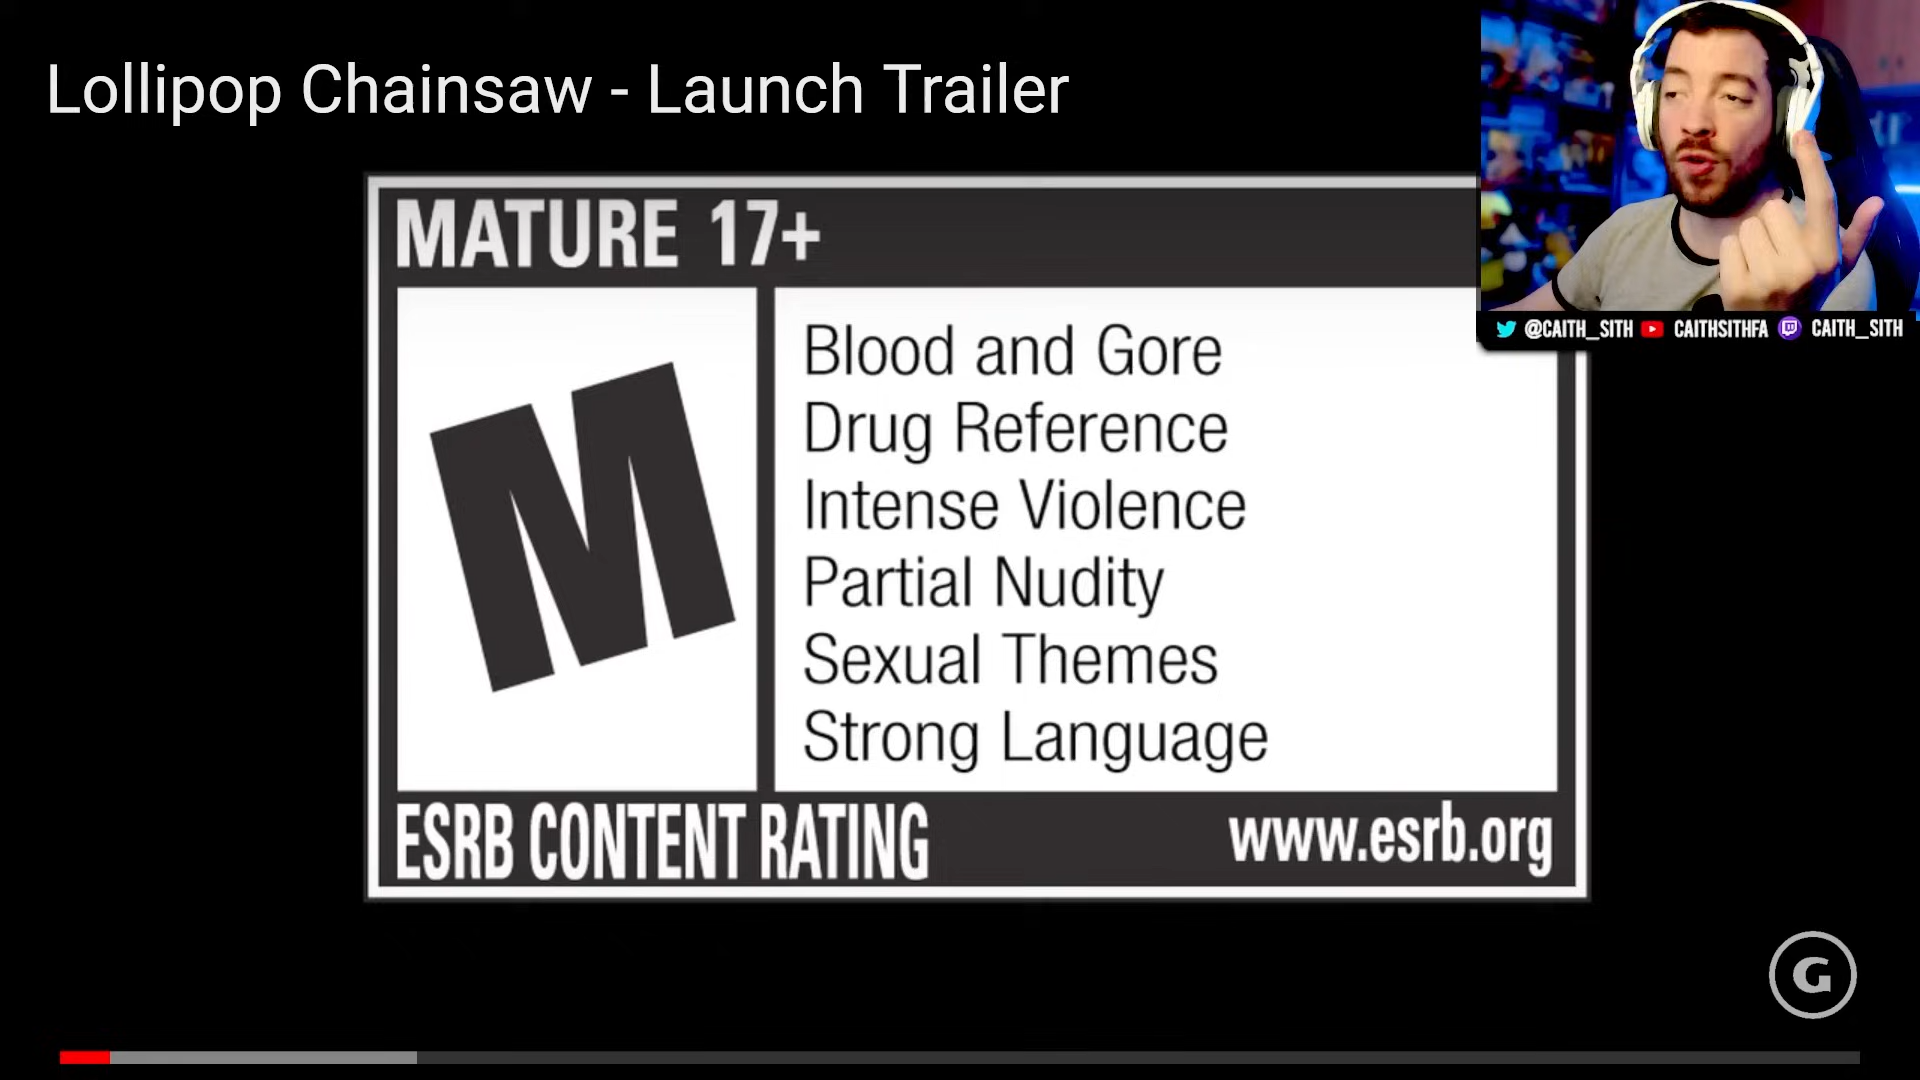 Lollipop Chainsaw - Launch Trailer
MATURE 17+
M
Blood and Gore
Drug Reference
Intense Violence
Partial Nudity
Sexual Themes
Strong Language
ESRB CONTENT RATING
www.esrb.org
@CAITH_SITH CAITHSITHFA CAITH_SITH
G